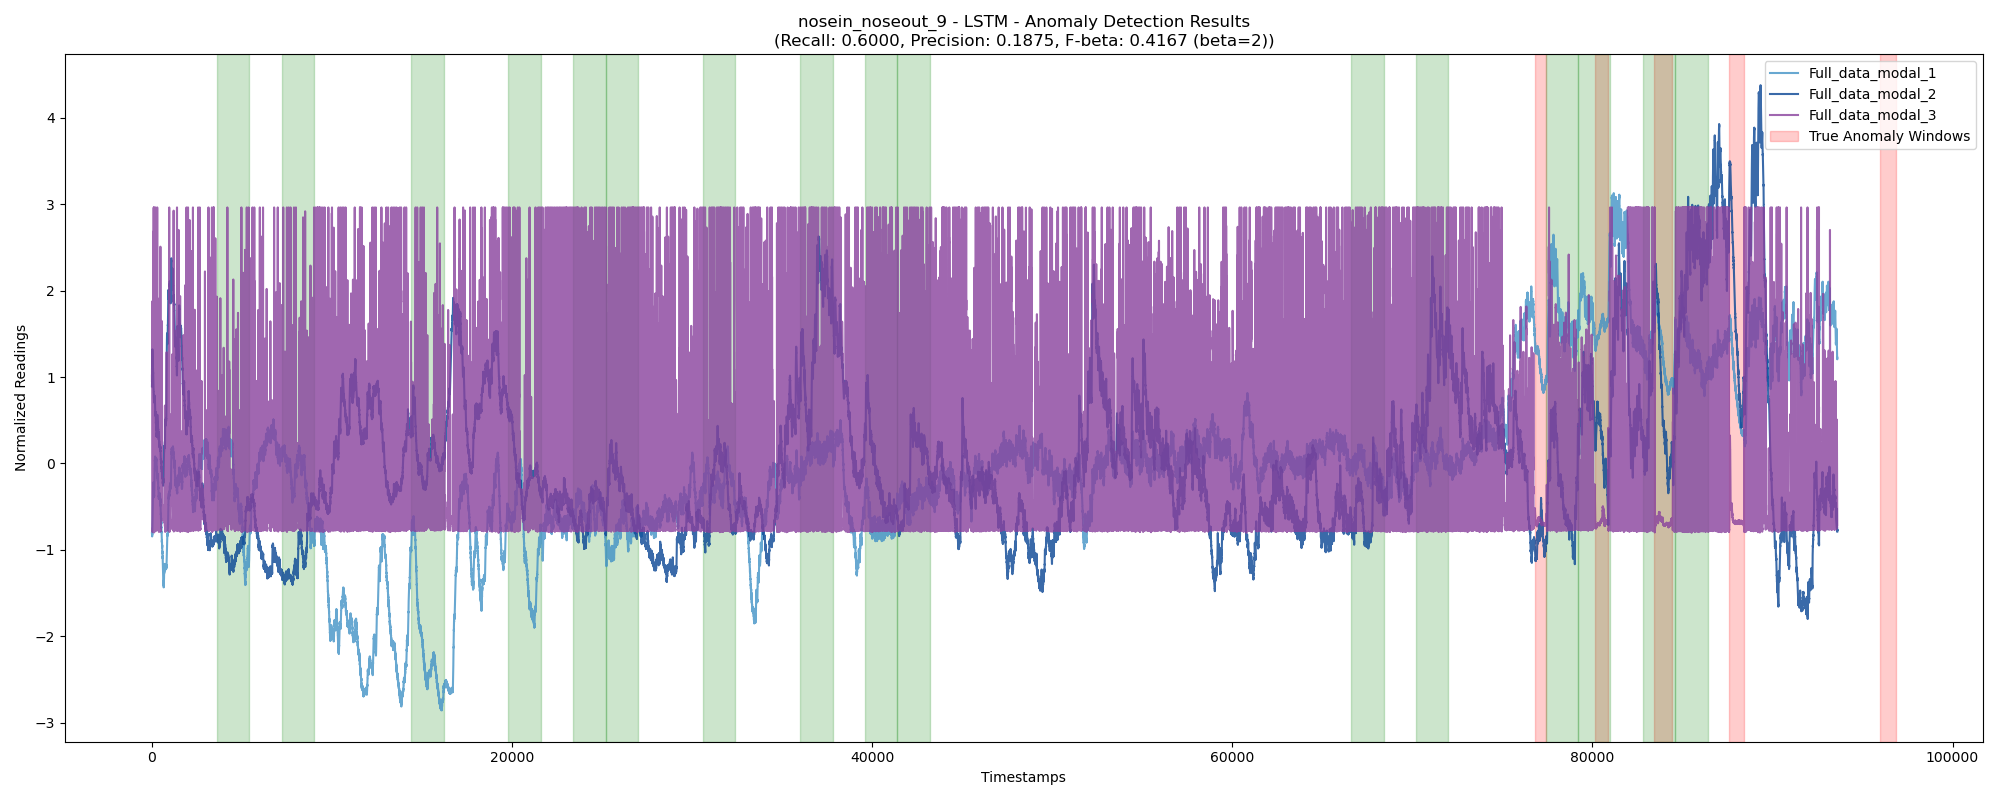 nosein_noseout_9 - LSTM - Anomaly Detection Results
(Recall: 0.6000, Precision: 0.1875, F-beta: 0.4167 (beta=2))
Full_data_modal_1
Full_data_modal_2
Full_data_modal_3
True Anomaly Windows
Normalized Readings
4
3
2
1
0
−1
−2
−3
0
20000
40000
60000
80000
100000
Timestamps